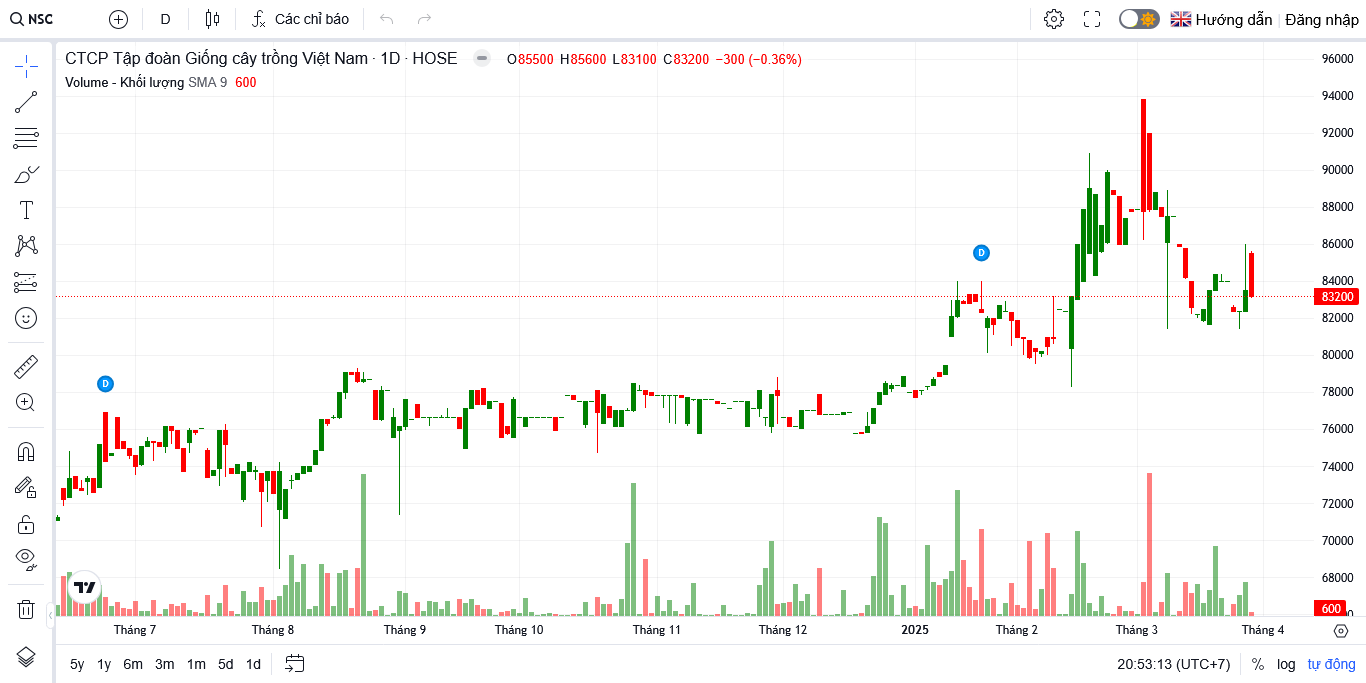 NSC D Các chỉ báo Hướng dẫn Đăng nhập
CTCP Tập đoàn Giống cây trồng Việt Nam · 1D · HOSE O85500 H85600 L83100 C83200 −300 (−0.36%)
Volume - Khối lượng SMA 9 600
96000
94000
92000
90000
88000
86000
84000
83200
82000
80000
78000
76000
74000
72000
70000
68000
600
D
D
Tháng 7 Tháng 8 Tháng 9 Tháng 10 Tháng 11 Tháng 12 2025 Tháng 2 Tháng 3 Tháng 4
5y 1y 6m 3m 1m 5d 1d 20:53:13 (UTC+7) % log tự động